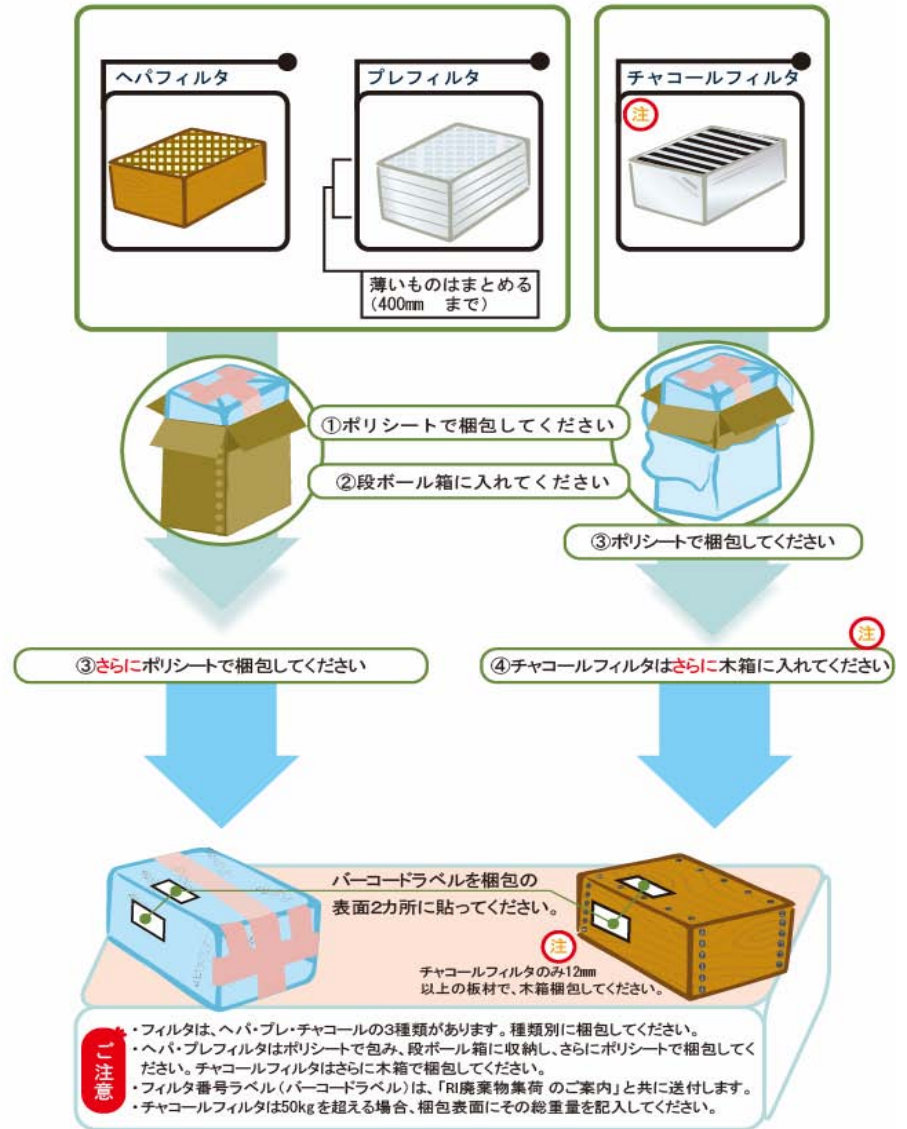 ヘパフィルタ
プレフィルタ
チャコールフィルタ
注
薄いものはまとめる
(400mm まで)
①ポリシートで梱包してください
②段ボール箱に入れてください
③ポリシートで梱包してください
③さらにポリシートで梱包してください
注
④チャコールフィルタはさらに木箱に入れてください
バーコードラベルを梱包の
表面2カ所に貼ってください。
注
チャコールフィルタのみ12mm
以上の板材で、木箱梱包してください。
ご注意
・フィルタは、ヘパ・プレ・チャコールの3種類があります。種類別に梱包してください。
・ヘパ・プレフィルタはポリシートで包み、段ボール箱に収納し、さらにポリシートで梱包してく
ださい。チャコールフィルタはさらに木箱で梱包してください。
・フィルタ番号ラベル(バーコードラベル)は、「RI廃棄物集荷 のご案内」と共に送付します。
・チャコールフィルタは50kgを超える場合、梱包表面にその総重量を記入してください。